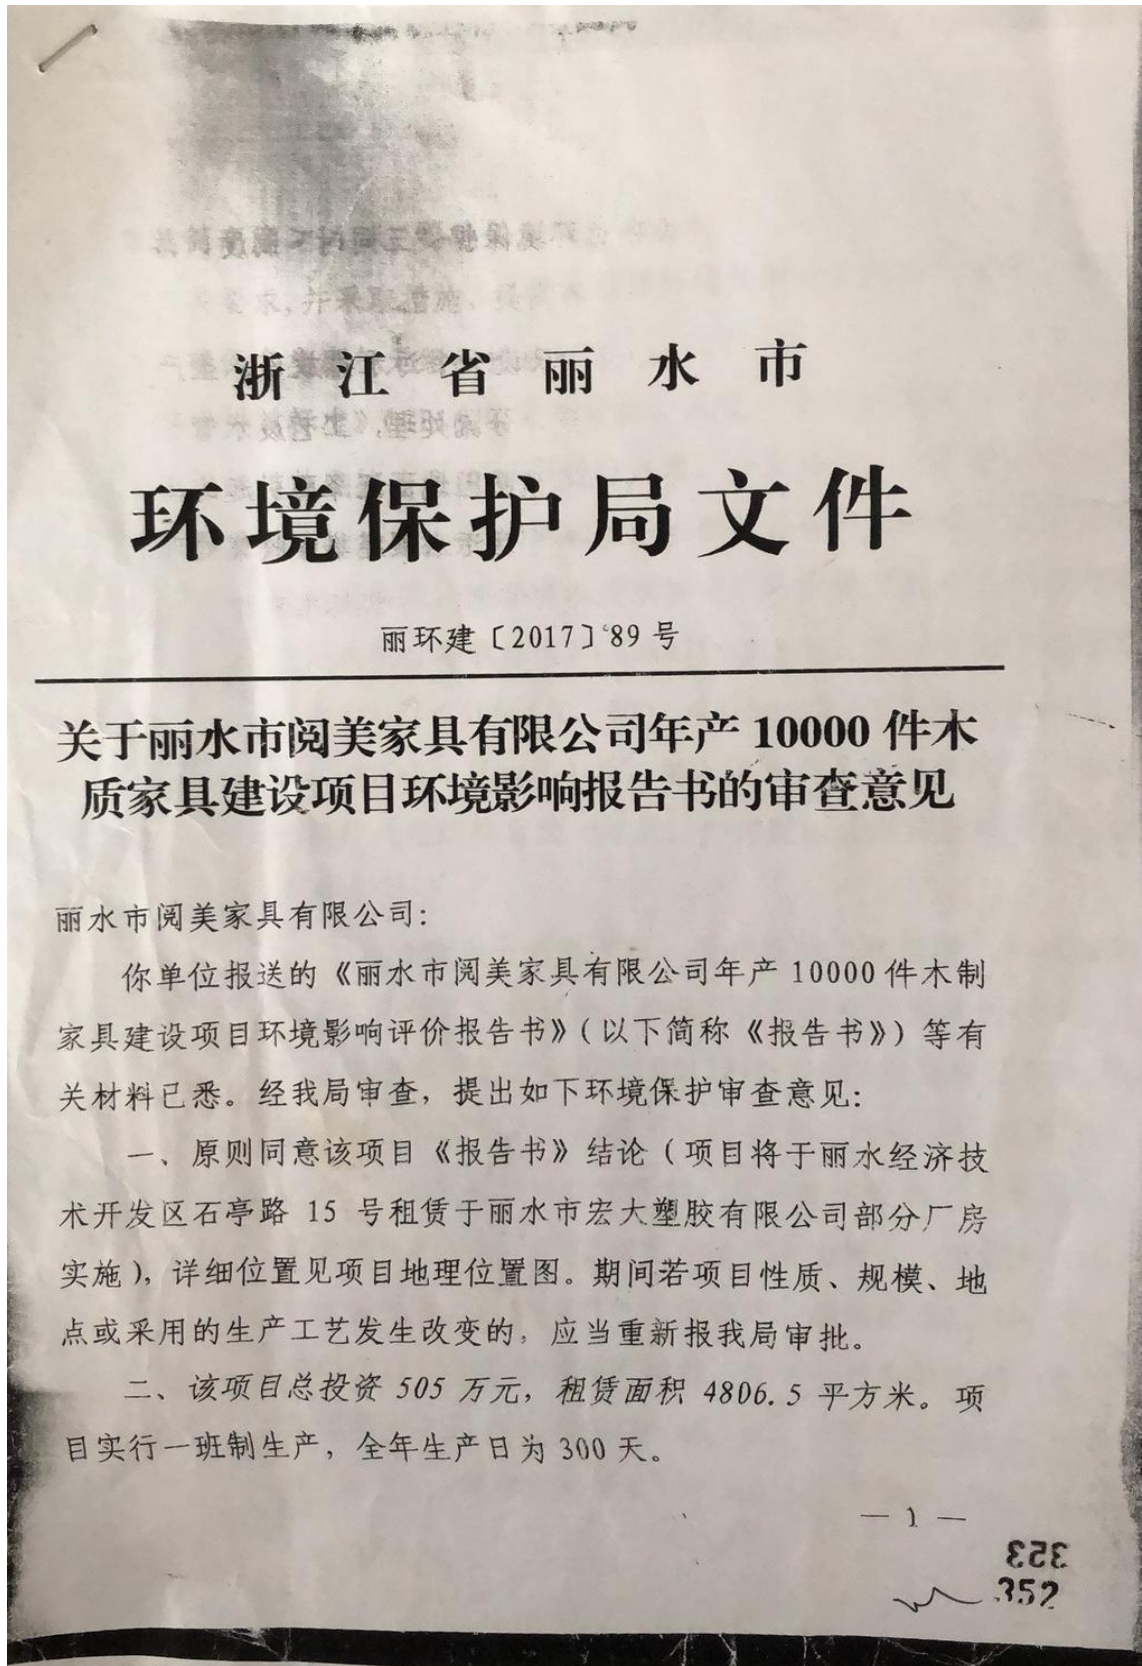 浙江省丽水市
环境保护局文件
丽环建〔2017〕89号
关于丽水市阅美家具有限公司年产10000件木
质家具建设项目环境影响报告书的审查意见
丽水市阅美家具有限公司：
你单位报送的《丽水市阅美家具有限公司年产10000件木制
家具建设项目环境影响评价报告书》（以下简称《报告书》）等有
关材料已悉。经我局审查，提出如下环境保护审查意见：
一、原则同意该项目《报告书》结论（项目将于丽水经济技
术开发区石亭路15号租赁于丽水市宏大塑胶有限公司部分厂房
实施），详细位置见项目地理位置图。期间若项目性质、规模、地
点或采用的生产工艺发生改变的，应当重新报我局审批。
二、该项目总投资505万元，租赁面积4806.5平方米。项
目实行一班制生产，全年生产日为300天。
— 1 —
353
352